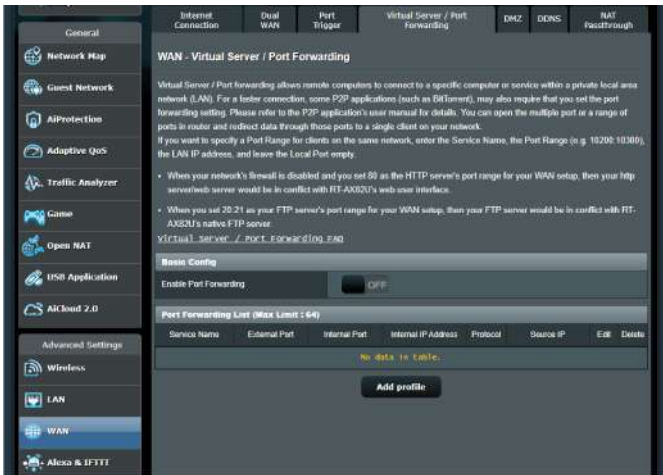 General
Network Map
Guest Network
AiProtection
Adaptive QoS
Traffic Analyzer
Game
Open NAT
USB Application
AiCloud 2.0
Advanced Settings
Wireless
LAN
WAN
Alexa & IFTTT
Internet Connection
Dual WAN
Port Trigger
Virtual Server / Port Forwarding
DMZ
DDNS
NAT Passthrough
WAN - Virtual Server / Port Forwarding
Virtual Server / Port forwarding allows remote computers to connect to a specific computer or service within a private local area
network (LAN). For a faster connection, some P2P applications (such as BitTorrent), may also require that you set the port
forwarding setting. Please refer to the P2P application's user manual for details. You can open the multiple port or a range of
ports in router and redirect data through those ports to a single client on your network.
If you want to specify a Port Range for clients on the same network, enter the Service Name, the Port Range (e.g. 10200:10300),
the LAN IP address, and leave the Local Port empty.
• When your network's firewall is disabled and you set 80 as the HTTP server's port range for your WAN setup, then your http
server/web server would be in conflict with RT-AX82U's web user interface.
• When you set 20:21 as your FTP server's port range for your WAN setup, then your FTP server would be in conflict with RT-
AX82U's native FTP server.
Virtual Server / Port Forwarding FAQ
Basic Config
Enable Port Forwarding
OFF
Port Forwarding List (Max Limit : 64)
Service Name External Port Internal Port Internal IP Address Protocol Source IP Edit Delete
No data in table.
Add profile